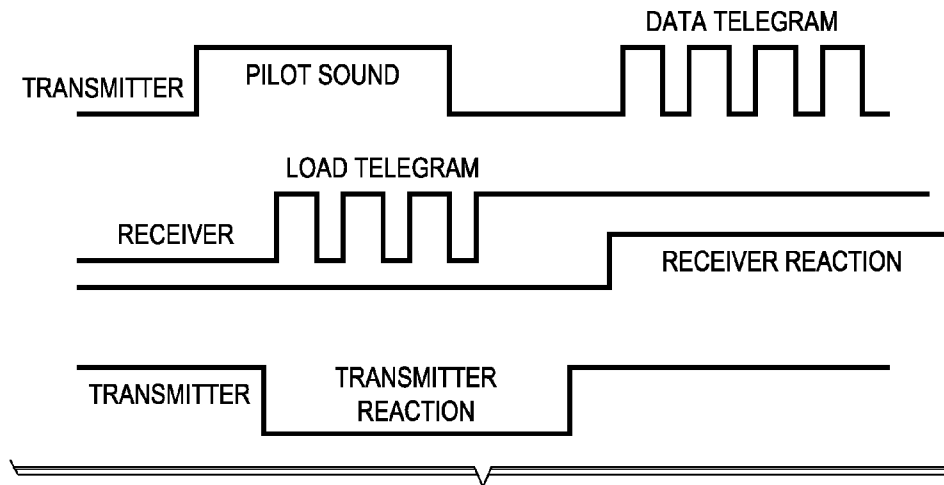 DATA TELEGRAM
PILOT SOUND
TRANSMITTER
LOAD TELEGRAM
RECEIVER
RECEIVER REACTION
TRANSMITTER
TRANSMITTER
REACTION